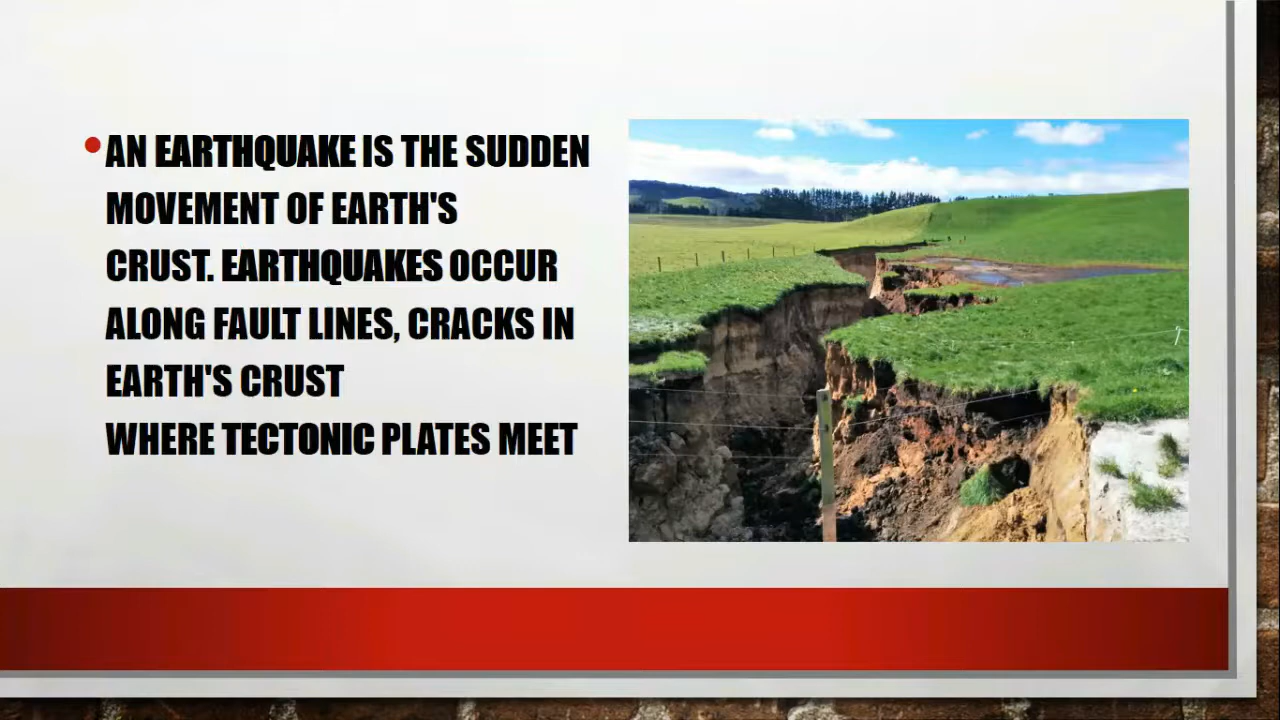 AN EARTHQUAKE IS THE SUDDEN
MOVEMENT OF EARTH'S
CRUST. EARTHQUAKES OCCUR
ALONG FAULT LINES, CRACKS IN
EARTH'S CRUST
WHERE TECTONIC PLATES MEET